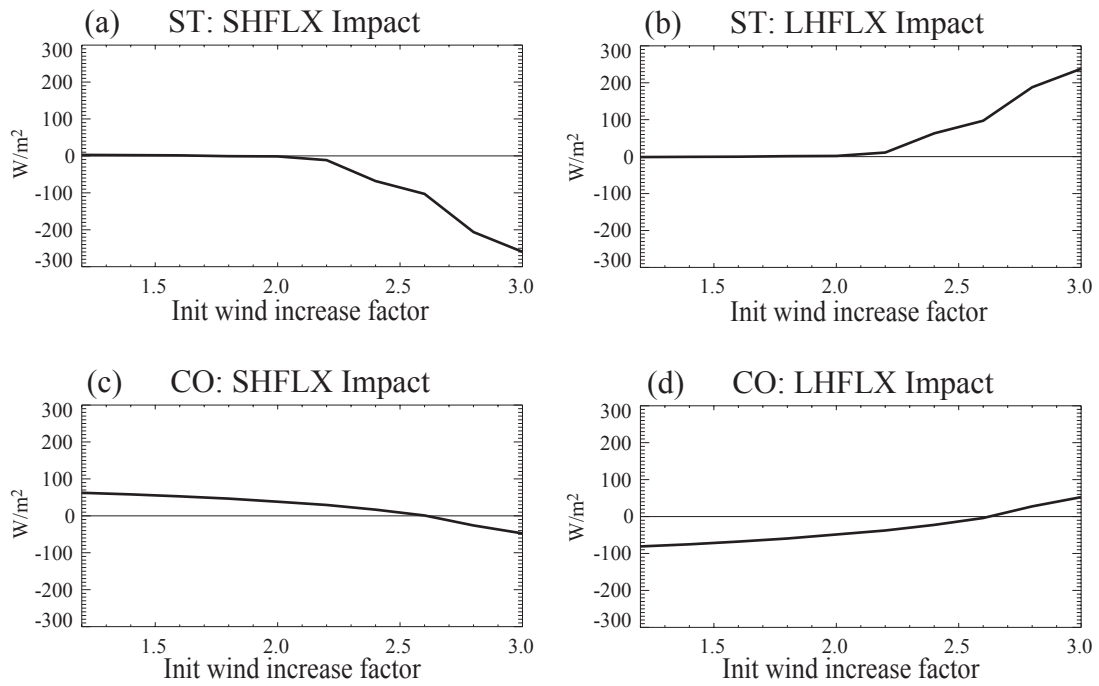 (a) ST: SHFLX Impact
300
200
100
0
-100
-200
-300
W/m²
1.5 2.0 2.5 3.0
Init wind increase factor
(b) ST: LHFLX Impact
300
200
100
0
-100
-200
-300
W/m²
1.5 2.0 2.5 3.0
Init wind increase factor
(c) CO: SHFLX Impact
300
200
100
0
-100
-200
-300
W/m²
1.5 2.0 2.5 3.0
Init wind increase factor
(d) CO: LHFLX Impact
300
200
100
0
-100
-200
-300
W/m²
1.5 2.0 2.5 3.0
Init wind increase factor